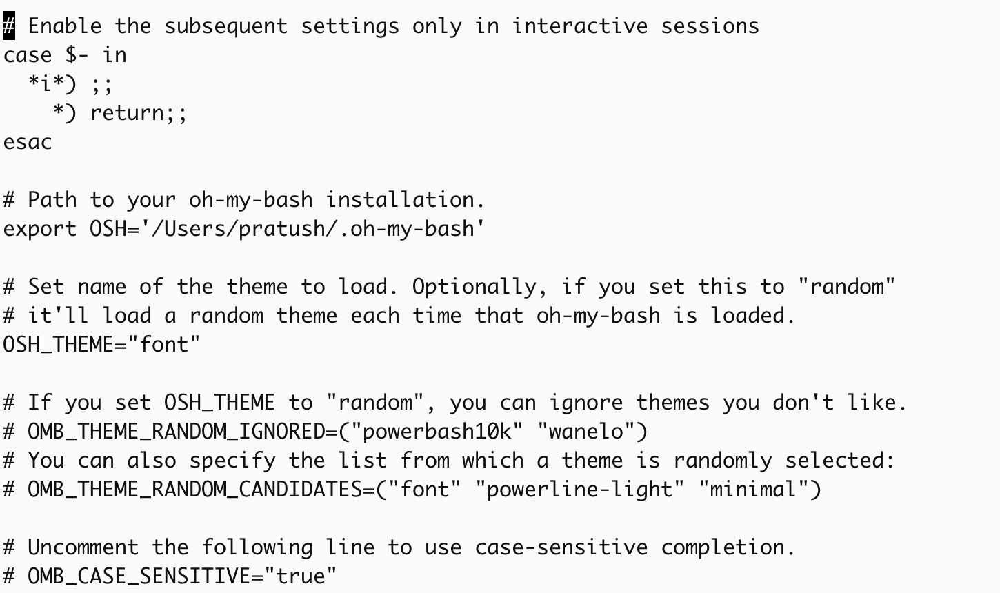 # Enable the subsequent settings only in interactive sessions
case $- in
  *i*) ;;
    *) return;;
esac

# Path to your oh-my-bash installation.
export OSH='/Users/pratush/.oh-my-bash'

# Set name of the theme to load. Optionally, if you set this to "random"
# it'll load a random theme each time that oh-my-bash is loaded.
OSH_THEME="font"

# If you set OSH_THEME to "random", you can ignore themes you don't like.
# OMB_THEME_RANDOM_IGNORED=("powerbash10k" "wanelo")
# You can also specify the list from which a theme is randomly selected:
# OMB_THEME_RANDOM_CANDIDATES=("font" "powerline-light" "minimal")

# Uncomment the following line to use case-sensitive completion.
# OMB_CASE_SENSITIVE="true"